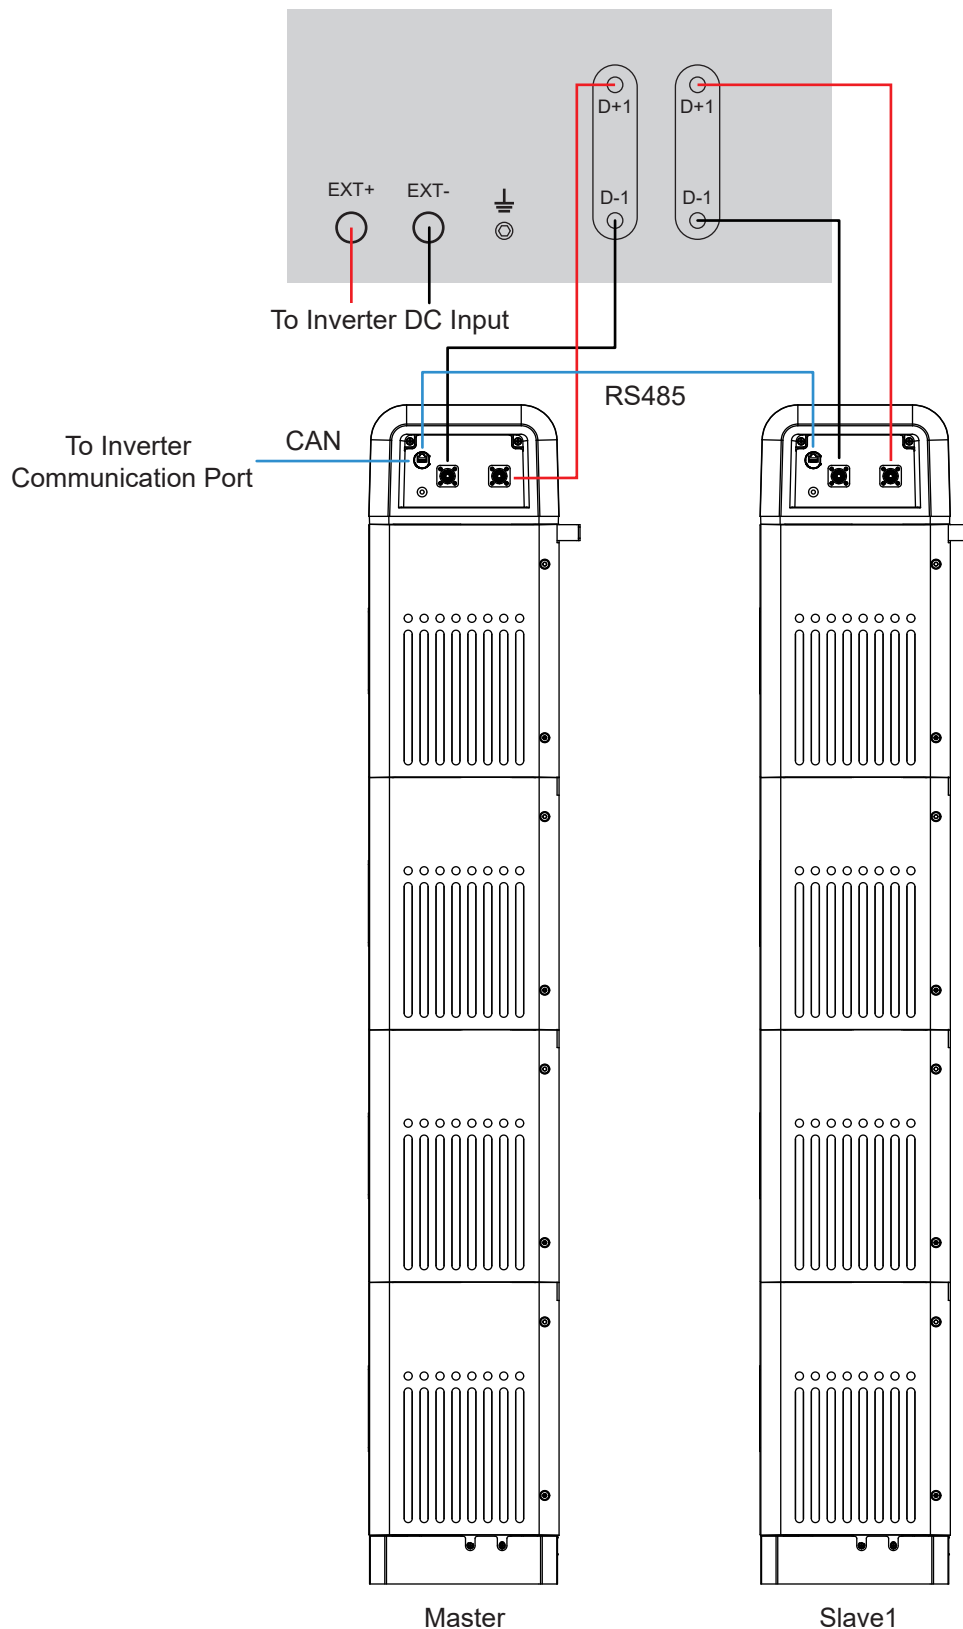 D+1
D+1
EXT+
EXT-
D-1
D-1
To Inverter DC Input
RS485
CAN
To Inverter
Communication Port
Master
Slave1